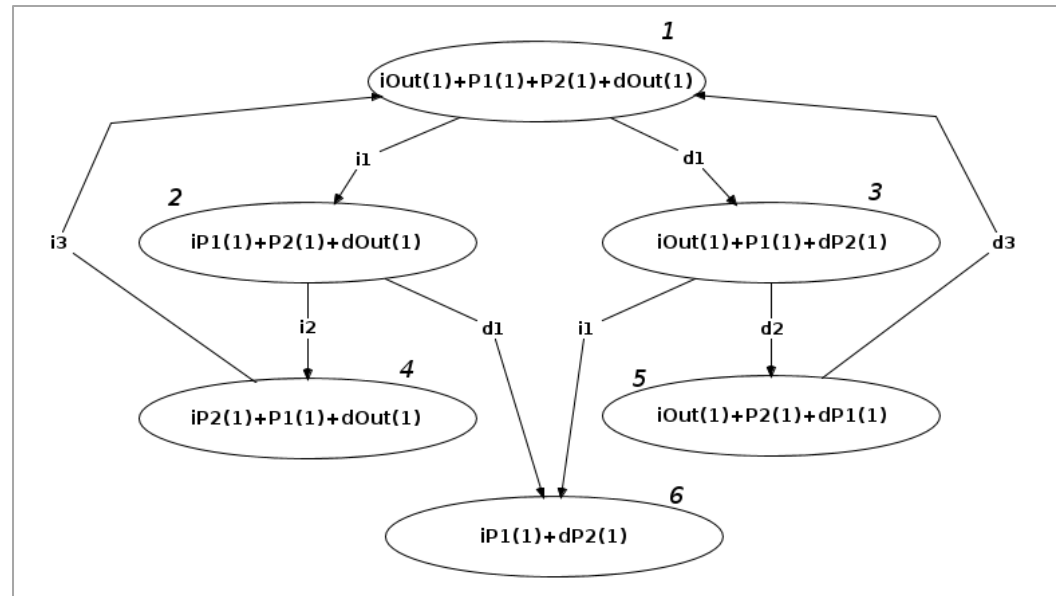 1
iOut(1)+P1(1)+P2(1)+dOut(1)
i1
d1
2
3
iP1(1)+P2(1)+dOut(1)
iOut(1)+P1(1)+dP2(1)
i3
d3
i2
d1
i1
d2
4
5
iP2(1)+P1(1)+dOut(1)
iOut(1)+P2(1)+dP1(1)
6
iP1(1)+dP2(1)